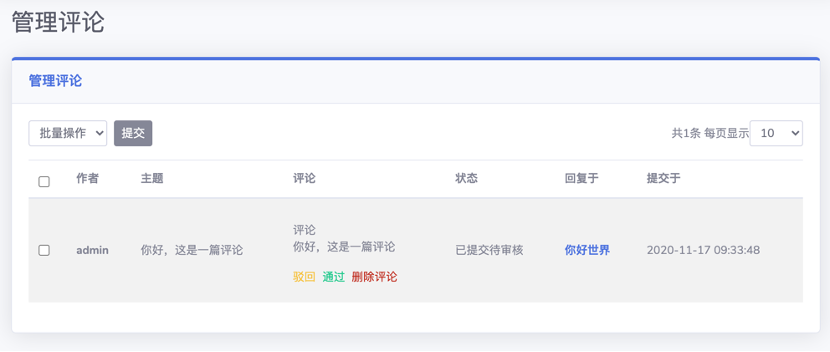 管理评论
管理评论
批量操作 提交 共1条 每页显示 10
作者 主题 评论 状态 回复于 提交于
评论
admin 你好，这是一篇评论 你好，这是一篇评论 已提交待审核 你好世界 2020-11-17 09:33:48
驳回 通过 删除评论